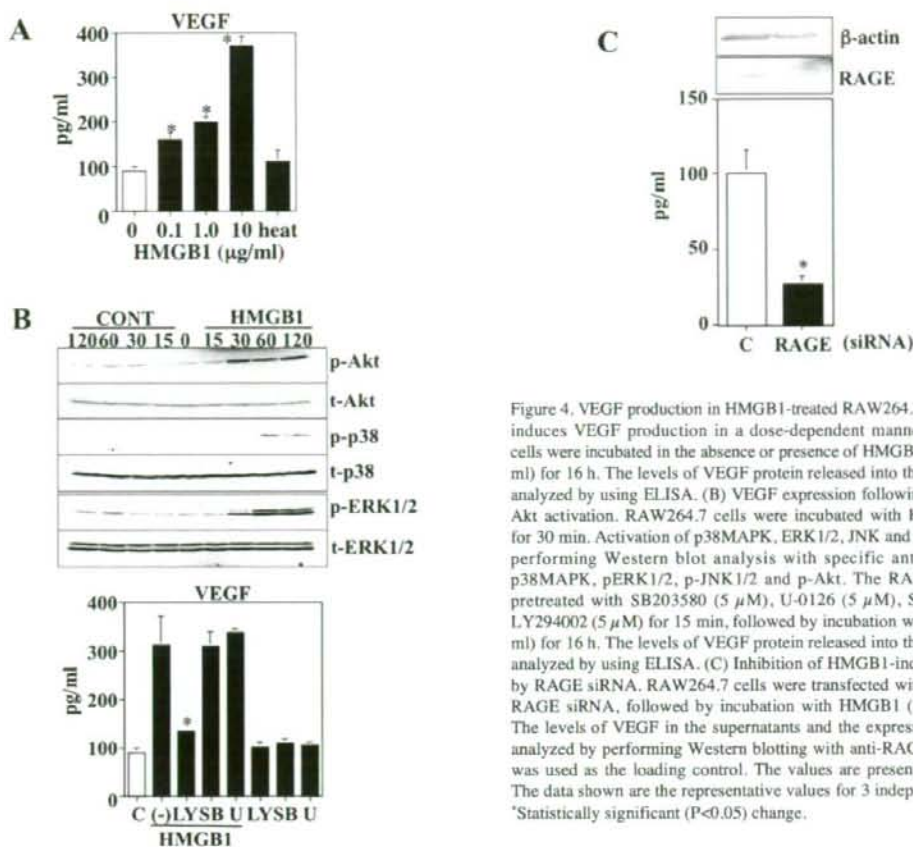 A
VEGF
400
300
200
100
0
pg/ml
*
*
*
0 0.1 1.0 10 heat
HMGB1 (µg/ml)
B
CONT HMGB1
120 60 30 15 0 15 30 60 120
p-Akt
t-Akt
p-p38
t-p38
p-ERK1/2
t-ERK1/2
VEGF
400
300
200
100
0
pg/ml
*
C (-) LY SB U LY SB U
HMGB1
C
β-actin
RAGE
150
100
50
0
pg/ml
*
C RAGE (siRNA)
Figure 4. VEGF production in HMGB1-treated RAW264.
induces VEGF production in a dose-dependent manne
cells were incubated in the absence or presence of HMGB
ml) for 16 h. The levels of VEGF protein released into th
analyzed by using ELISA. (B) VEGF expression followin
Akt activation. RAW264.7 cells were incubated with H
for 30 min. Activation of p38MAPK, ERK1/2, JNK and
performing Western blot analysis with specific ant
p38MAPK, pERK1/2, p-JNK1/2 and p-Akt. The RA
pretreated with SB203580 (5 µM), U-0126 (5 µM), S
LY294002 (5 µM) for 15 min, followed by incubation w
ml) for 16 h. The levels of VEGF protein released into th
analyzed by using ELISA. (C) Inhibition of HMGB1-ind
by RAGE siRNA. RAW264.7 cells were transfected wi
RAGE siRNA, followed by incubation with HMGB1 (
The levels of VEGF in the supernatants and the expres
analyzed by performing Western blotting with anti-RAG
was used as the loading control. The values are presen
The data shown are the representative values for 3 indep
*Statistically significant (P<0.05) change.